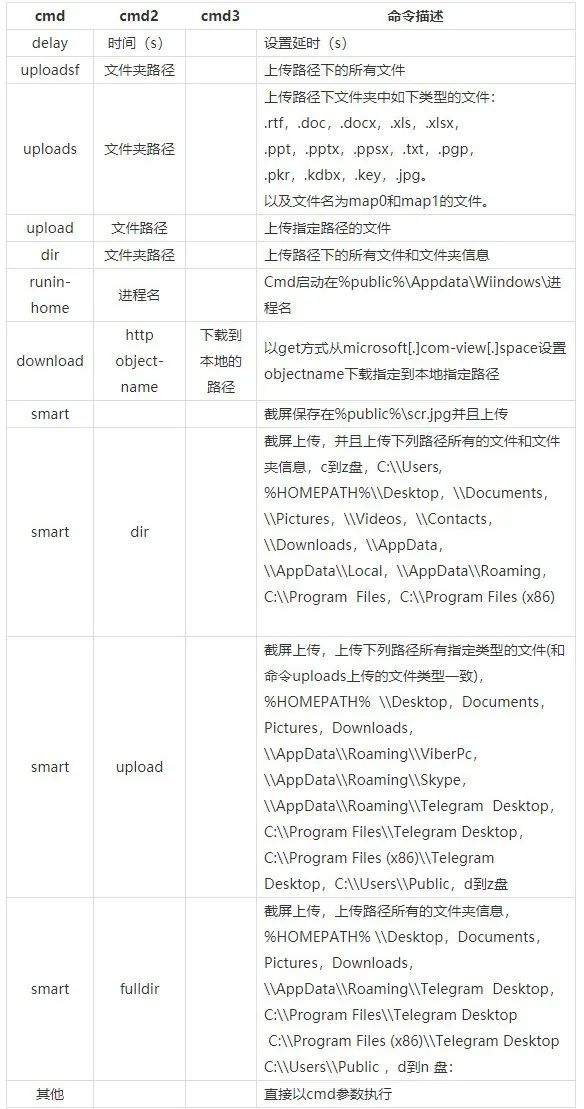 cmd cmd2 cmd3 命令描述
delay 时间（s） 设置延时（s）
uploadsf 文件夹路径 上传路径下的所有文件
uploads 文件夹路径 上传路径下文件夹中如下类型的文件：
.rtf，.doc，.docx，.xls，.xlsx，
.ppt，.pptx，.ppsx，.txt，.pgp，
.pkr，.kdbx，.key，.jpg。
以及文件名为map0和map1的文件。
upload 文件路径 上传指定路径的文件
dir 文件夹路径 上传路径下的所有文件和文件夹信息
runin-
home 进程名 Cmd启动在%public%\Appdata\Wiindows\进
程名
download http
object-
name 下载到
本地的
路径 以get方式从microsoft[.]com-view[.]space设置
objectname下载指定到本地指定路径
smart 截屏保存在%public%\scr.jpg并且上传
smart dir 截屏上传，并且上传下列路径所有的文件和文件
夹信息，c到z盘，C:\\Users,
%HOMEPATH%\\Desktop，\\Documents，
\\Pictures，\\Videos，\\Contacts，
\\Downloads，\\AppData，
\\AppData\\Local，\\AppData\\Roaming，
C:\\Program Files，C:\\Program Files (x86)
smart upload 截屏上传，上传下列路径所有指定类型的文件(和
命令uploads上传的文件类型一致)，
%HOMEPATH% \\Desktop，Documents，
Pictures，Downloads，
\\AppData\\Roaming\\ViberPc，
\\AppData\\Roaming\\Skype，
\\AppData\\Roaming\\Telegram Desktop，
C:\\Program Files\\Telegram Desktop，
C:\\Program Files (x86)\\Telegram
Desktop，C:\\Users\\Public，d到z盘
smart fulldir 截屏上传，上传路径所有的文件夹信息，
%HOMEPATH% \\Desktop，Documents，
Pictures，Downloads，
\\AppData\\Roaming\\Telegram Desktop，
C:\\Program Files\\Telegram Desktop
C:\\Program Files (x86)\\Telegram Desktop
C:\\Users\\Public ，d到n 盘：
其他 直接以cmd参数执行